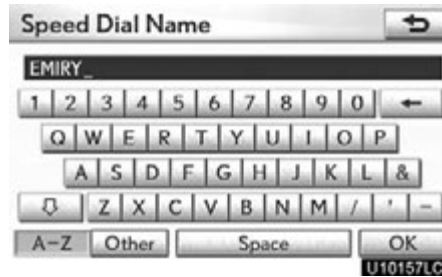 Speed Dial Name
EMIRY_
1 2 3 4 5 6 7 8 9 0 ←
Q W E R T Y U I O P
A S D F G H J K L &
⇧ Z X C V B N M / ' -
A-Z Other Space OK
U10157LC